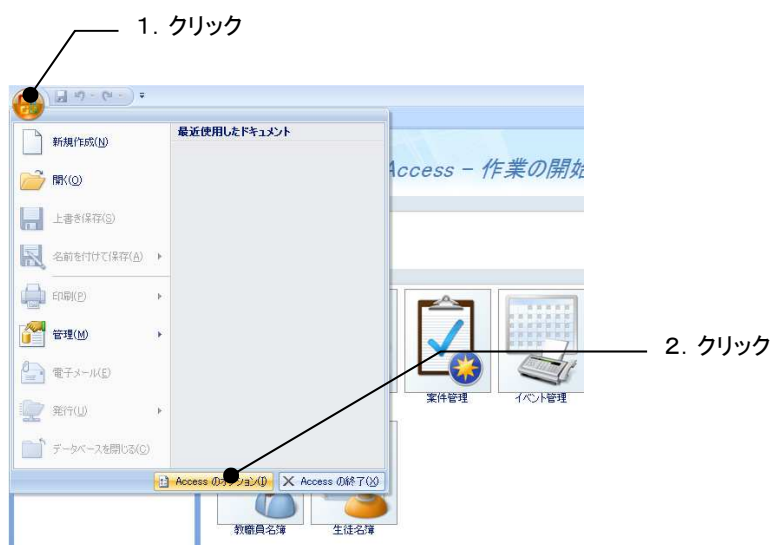 1．クリック
最近使用したドキュメント
新規作成(N)
開く(O)
上書き保存(S)
名前を付けて保存(A)
印刷(P)
管理(M)
電子メール(E)
発行(U)
データベースを閉じる(C)
Access のオプション(I)
Access の終了(X)
Access - 作業の開始
2．クリック
案件管理
イベント管理
教職員名簿
生徒名簿